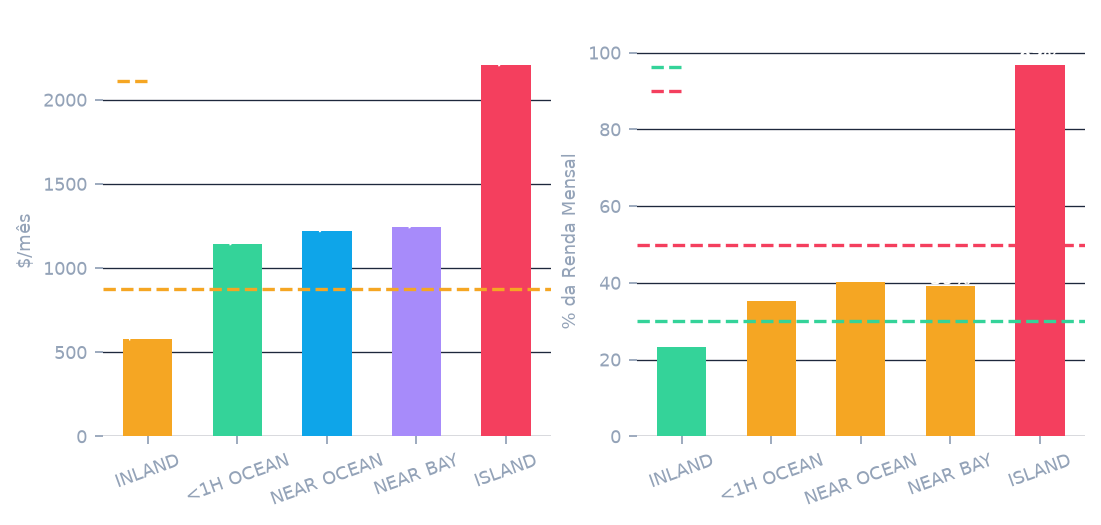 $/mês
2000
1500
1000
500
0
INLAND
<1H OCEAN
NEAR OCEAN
NEAR BAY
ISLAND
% da Renda Mensal
100
80
60
40
20
0
INLAND
<1H OCEAN
NEAR OCEAN
NEAR BAY
ISLAND